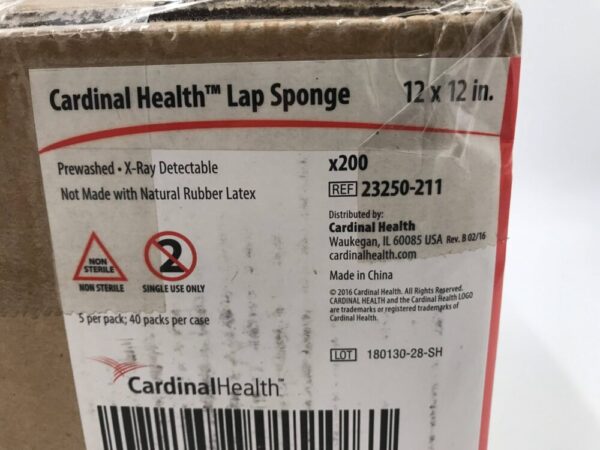 Cardinal Health™ Lap Sponge 12 x 12 in.
Prewashed • X-Ray Detectable
Not Made with Natural Rubber Latex
x200
REF 23250-211
Distributed by:
Cardinal Health
Waukegan, IL 60085 USA Rev. B 02/16
cardinalhealth.com
Made in China
© 2016 Cardinal Health. All Rights Reserved.
CARDINAL HEALTH and the Cardinal Health LOGO
are trademarks or registered trademarks of
Cardinal Health.
NON
STERILE
NON STERILE
2
SINGLE USE ONLY
5 per pack; 40 packs per case
LOT 180130-28-SH
CardinalHealth™